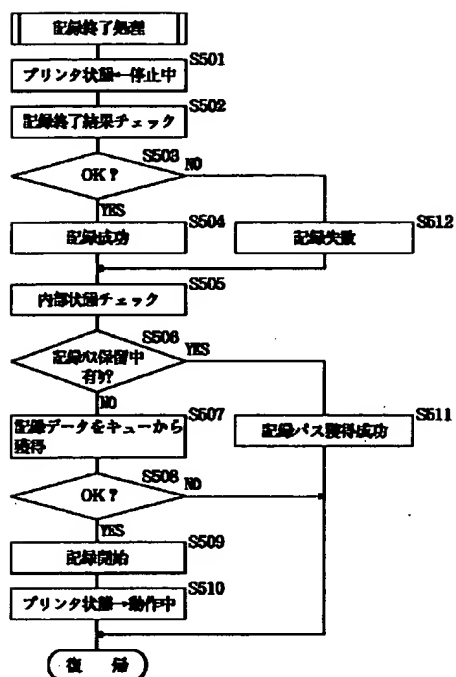 記録終了処理
S501
プリンタ状態←停止中
S502
記録終了結果チェック
S503
OK?
NO
YES
S504
記録成功
S512
記録失敗
S505
内部状態チェック
S506
記録パス保留中
有り?
YES
NO
S507
記録データをキューから
獲得
S511
記録パス獲得成功
S508
OK?
NO
YES
S509
記録開始
S510
プリンタ状態→動作中
復 帰